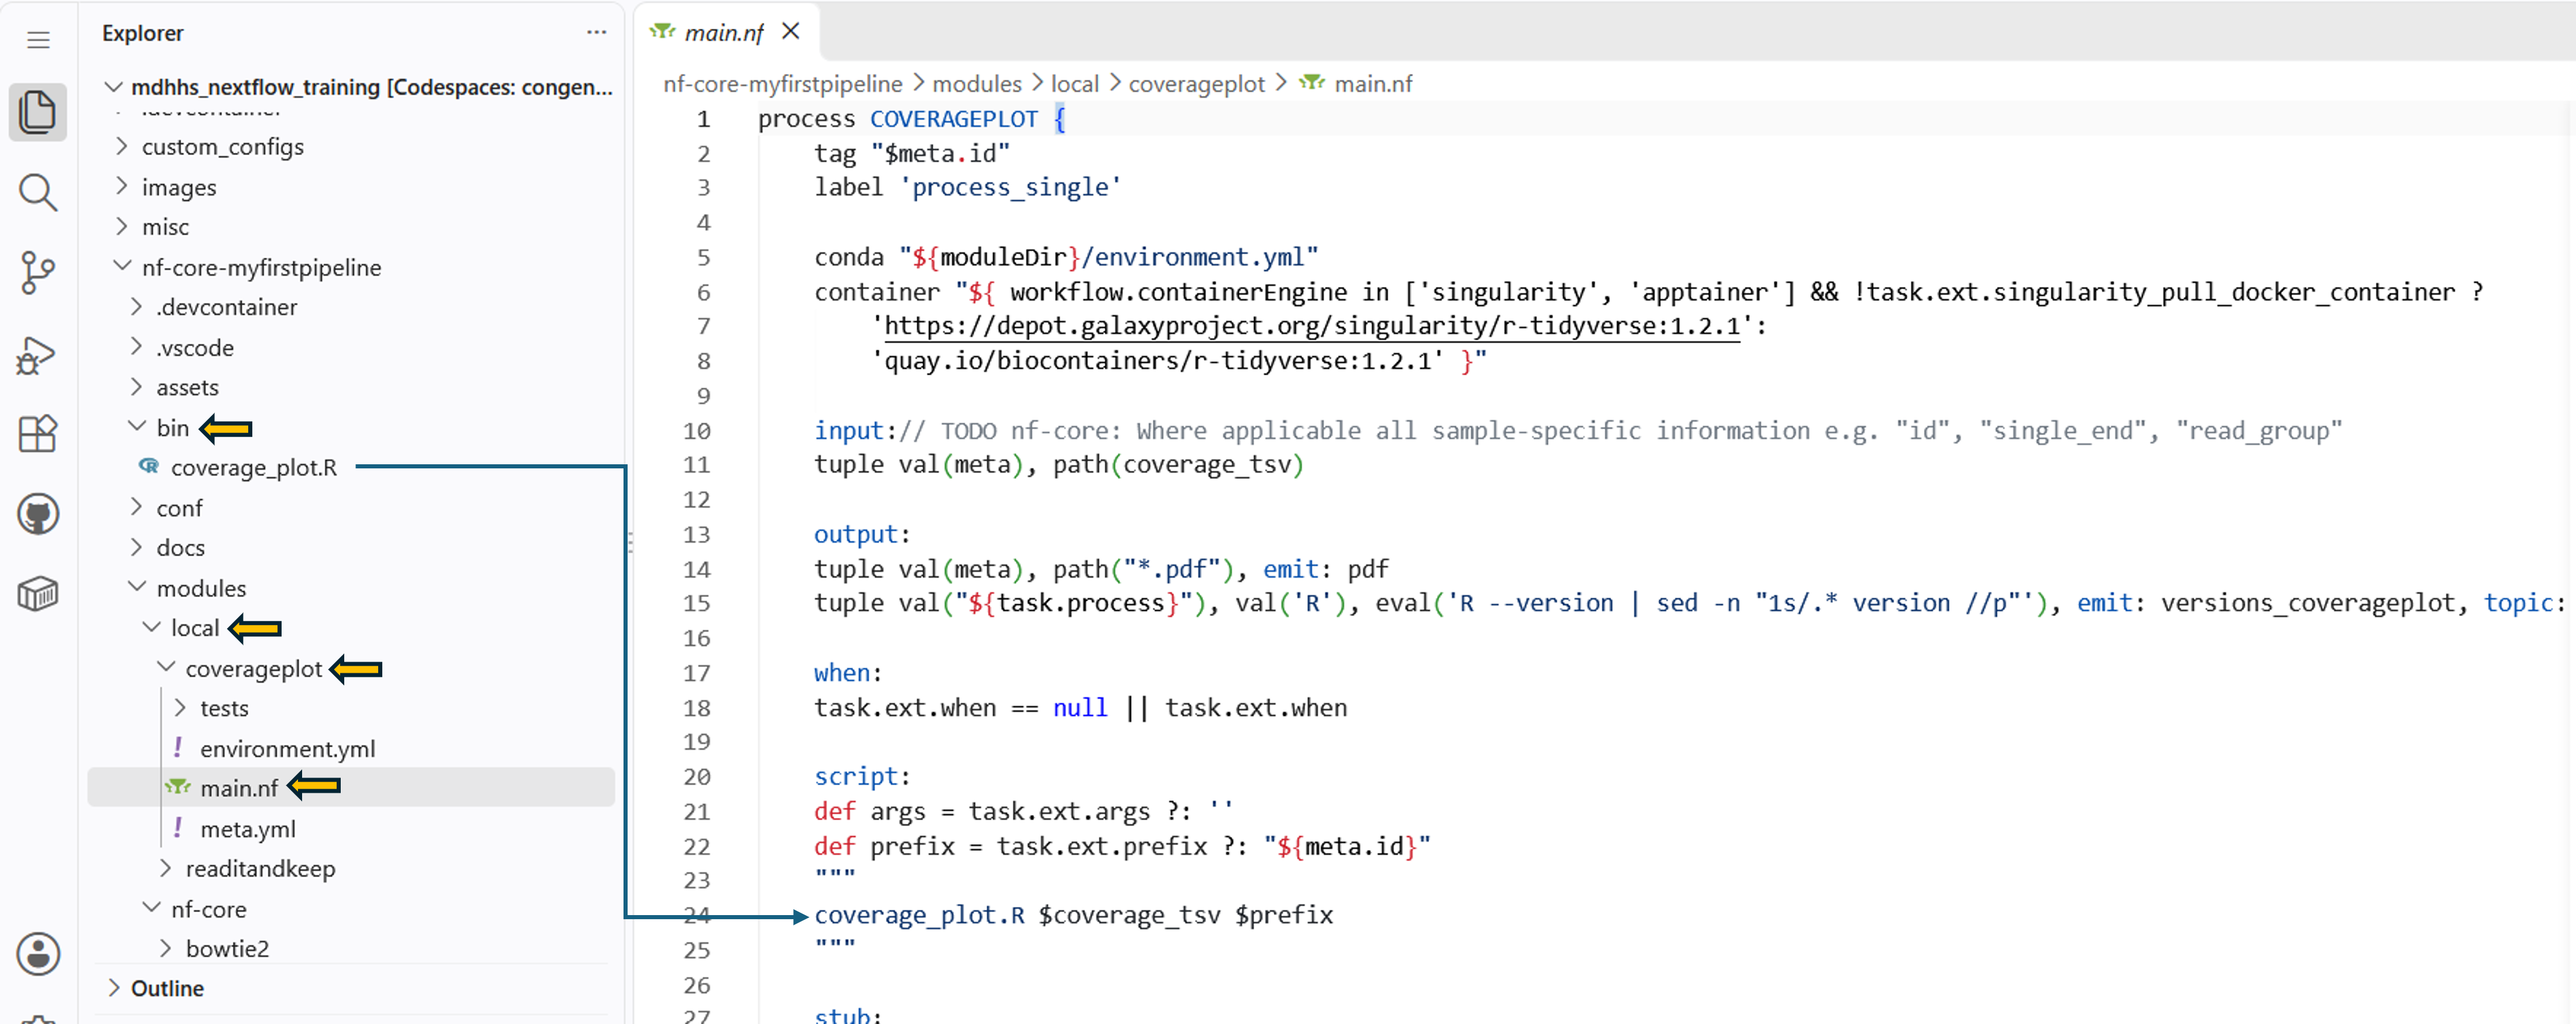 Explorer
mdhhs_nextflow_training [Codespaces: congen...
.devcontainer
custom_configs
images
misc
nf-core-myfirstpipeline
.devcontainer
.vscode
assets
bin
coverage_plot.R
conf
docs
modules
local
coverageplot
tests
environment.yml
main.nf
meta.yml
readitandkeep
nf-core
bowtie2
Outline
main.nf
nf-core-myfirstpipeline > modules > local > coverageplot > main.nf
1 process COVERAGEPLOT {
2 tag "$meta.id"
3 label 'process_single'
4
5 conda "${moduleDir}/environment.yml"
6 container "${ workflow.containerEngine in ['singularity', 'apptainer'] && !task.ext.singularity_pull_docker_container ?
7 'https://depot.galaxyproject.org/singularity/r-tidyverse:1.2.1':
8 'quay.io/biocontainers/r-tidyverse:1.2.1' }"
9
10 input:// TODO nf-core: Where applicable all sample-specific information e.g. "id", "single_end", "read_group"
11 tuple val(meta), path(coverage_tsv)
12
13 output:
14 tuple val(meta), path("*.pdf"), emit: pdf
15 tuple val("${task.process}"), val('R'), eval('R --version | sed -n "1s/.* version //p"'), emit: versions_coverageplot, topic:
16
17 when:
18 task.ext.when == null || task.ext.when
19
20 script:
21 def args = task.ext.args ?: ''
22 def prefix = task.ext.prefix ?: "${meta.id}"
23 """
24 coverage_plot.R $coverage_tsv $prefix
25 """
26
27 stub: